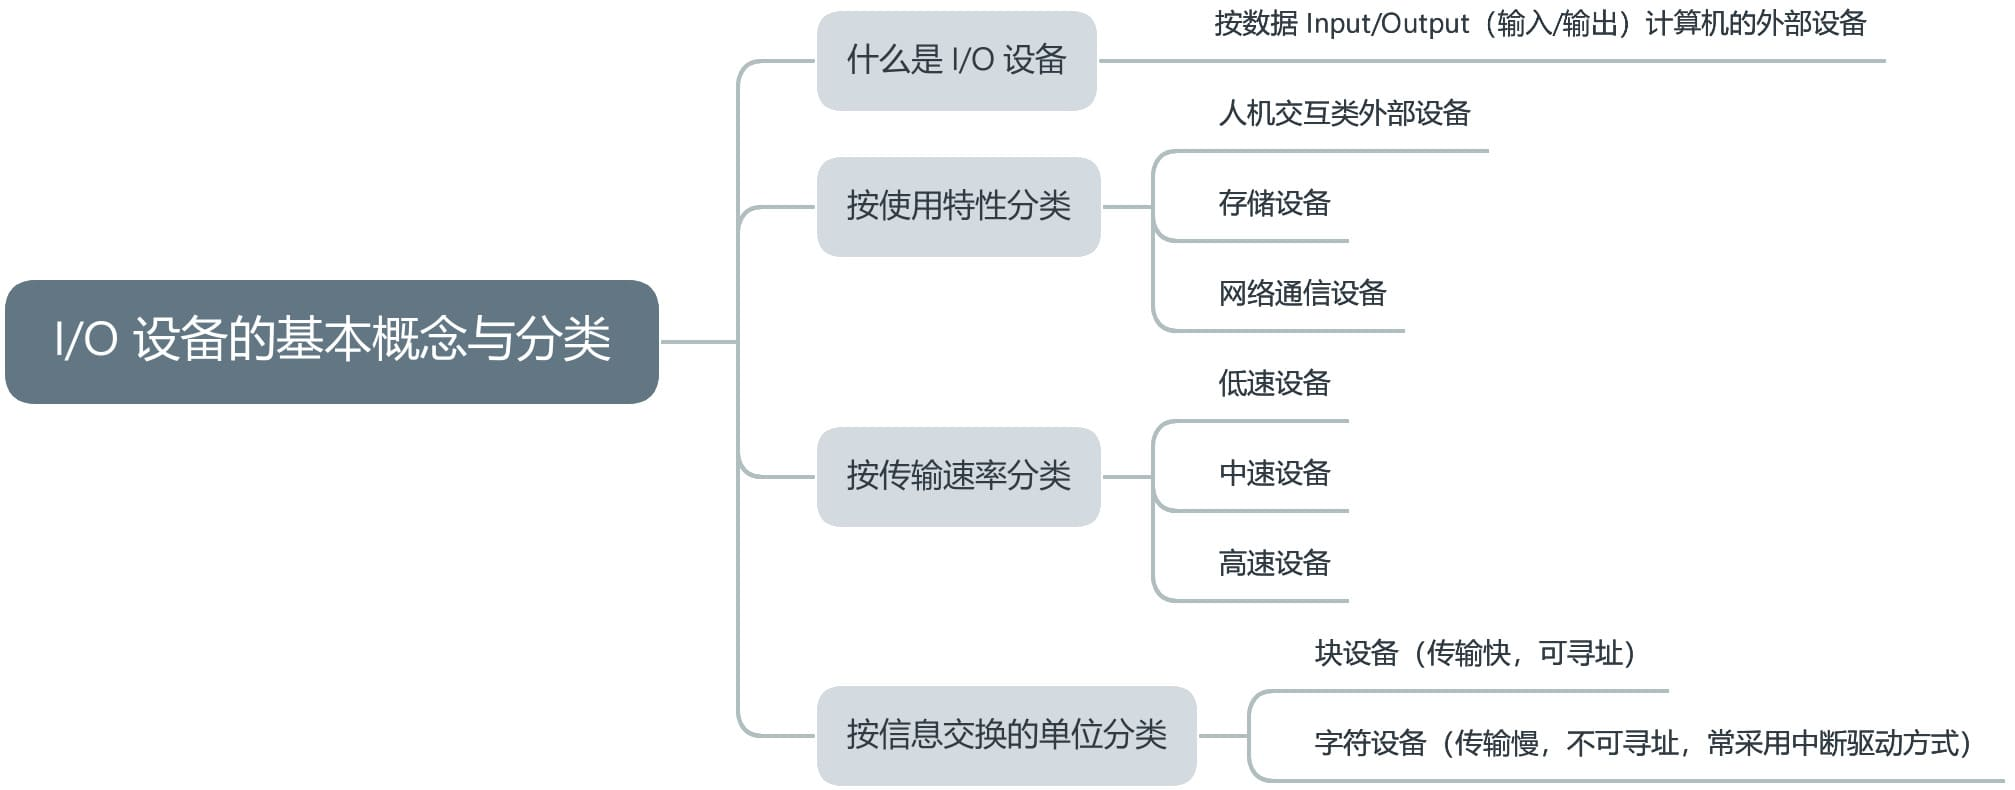 I/O 设备的基本概念与分类
什么是 I/O 设备
按数据 Input/Output（输入/输出）计算机的外部设备
按使用特性分类
人机交互类外部设备
存储设备
网络通信设备
按传输速率分类
低速设备
中速设备
高速设备
按信息交换的单位分类
块设备（传输快，可寻址）
字符设备（传输慢，不可寻址，常采用中断驱动方式）